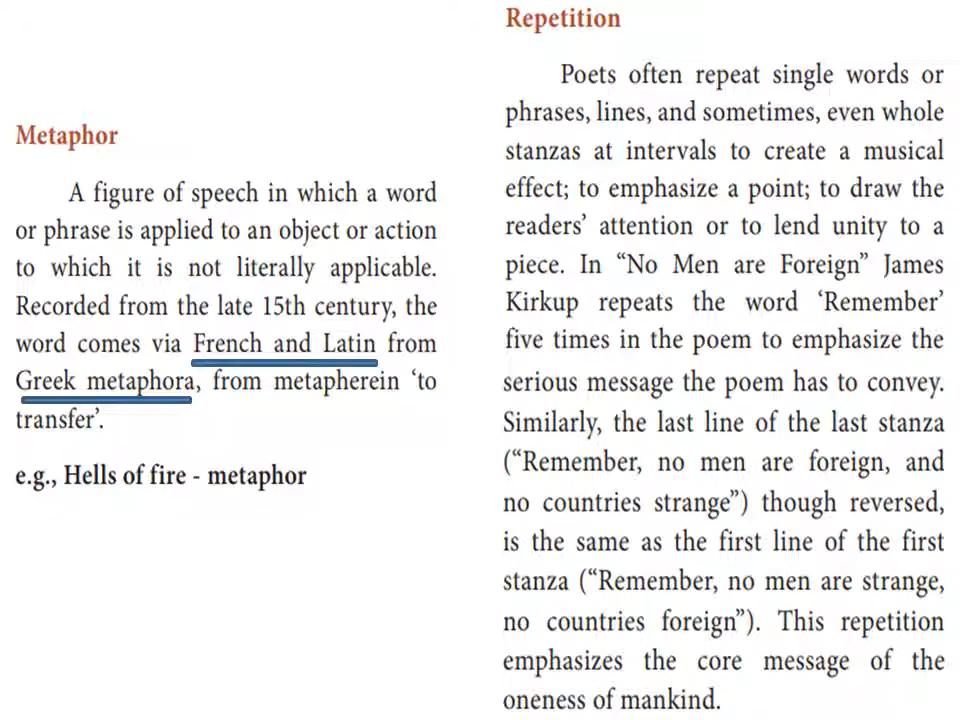 Metaphor
A figure of speech in which a word
or phrase is applied to an object or action
to which it is not literally applicable.
Recorded from the late 15th century, the
word comes via French and Latin from
Greek metaphora, from metapherein ‘to
transfer’.
e.g., Hells of fire - metaphor
Repetition
Poets often repeat single words or
phrases, lines, and sometimes, even whole
stanzas at intervals to create a musical
effect; to emphasize a point; to draw the
readers’ attention or to lend unity to a
piece. In “No Men are Foreign” James
Kirkup repeats the word ‘Remember’
five times in the poem to emphasize the
serious message the poem has to convey.
Similarly, the last line of the last stanza
(“Remember, no men are foreign, and
no countries strange”) though reversed,
is the same as the first line of the first
stanza (“Remember, no men are strange,
no countries foreign”). This repetition
emphasizes the core message of the
oneness of mankind.